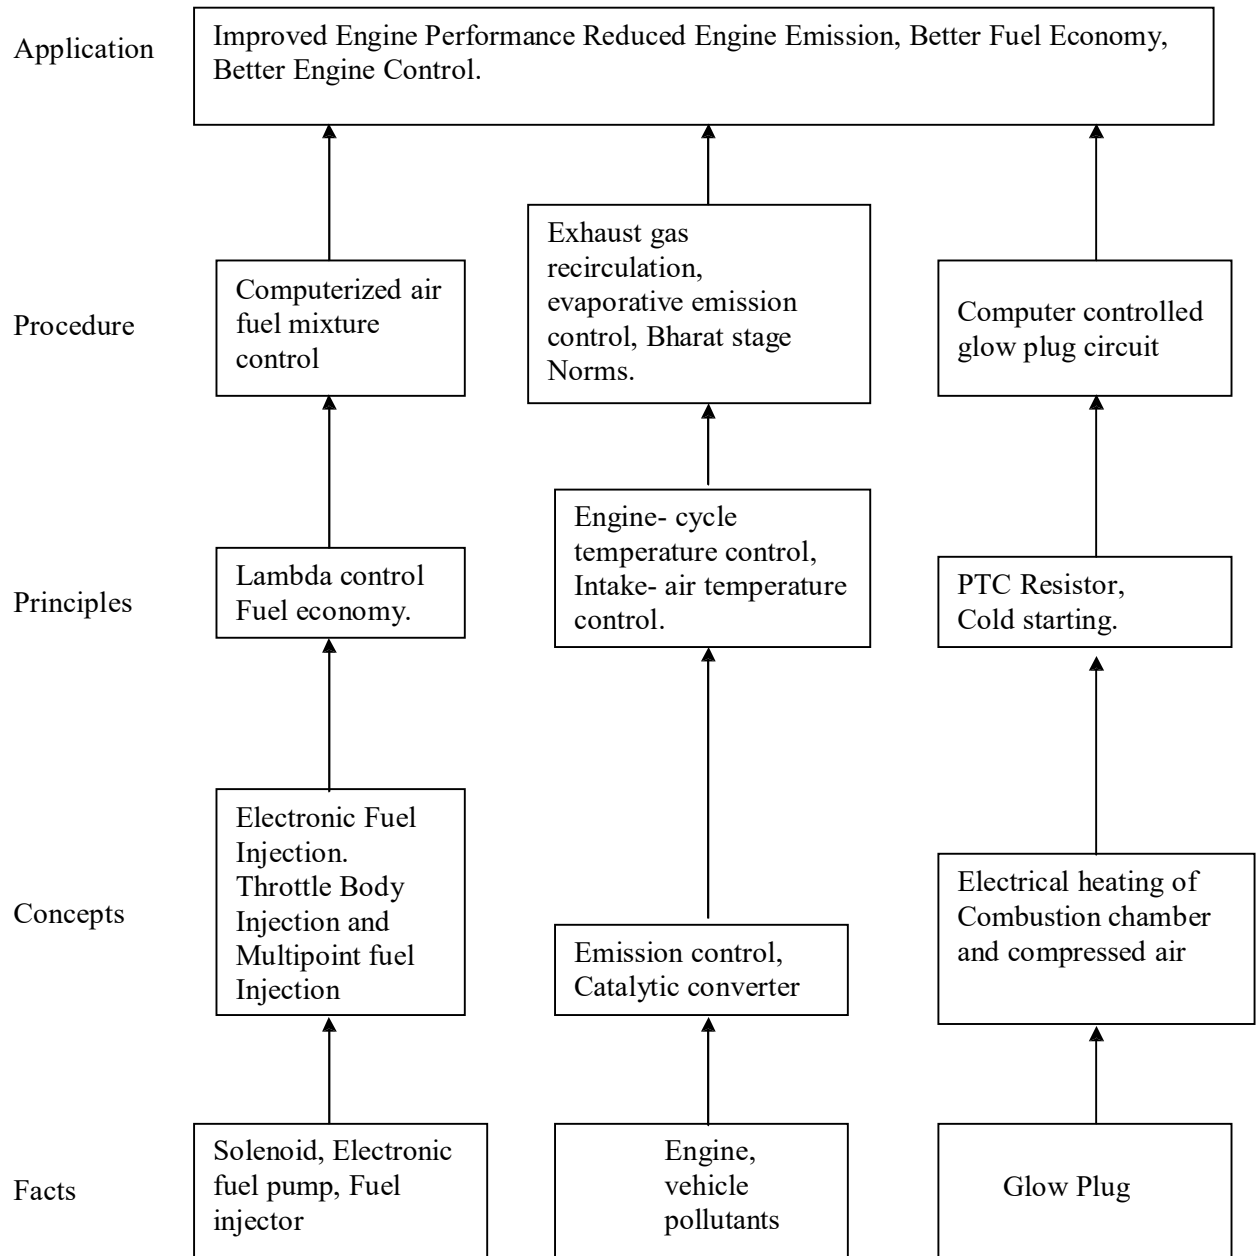 Application
Improved Engine Performance Reduced Engine Emission, Better Fuel Economy,
Better Engine Control.
Procedure
Computerized air
fuel mixture
control
Exhaust gas
recirculation,
evaporative emission
control, Bharat stage
Norms.
Computer controlled
glow plug circuit
Principles
Lambda control
Fuel economy.
Engine- cycle
temperature control,
Intake- air temperature
control.
PTC Resistor,
Cold starting.
Concepts
Electronic Fuel
Injection.
Throttle Body
Injection and
Multipoint fuel
Injection
Emission control,
Catalytic converter
Electrical heating of
Combustion chamber
and compressed air
Facts
Solenoid, Electronic
fuel pump, Fuel
injector
Engine,
vehicle
pollutants
Glow Plug